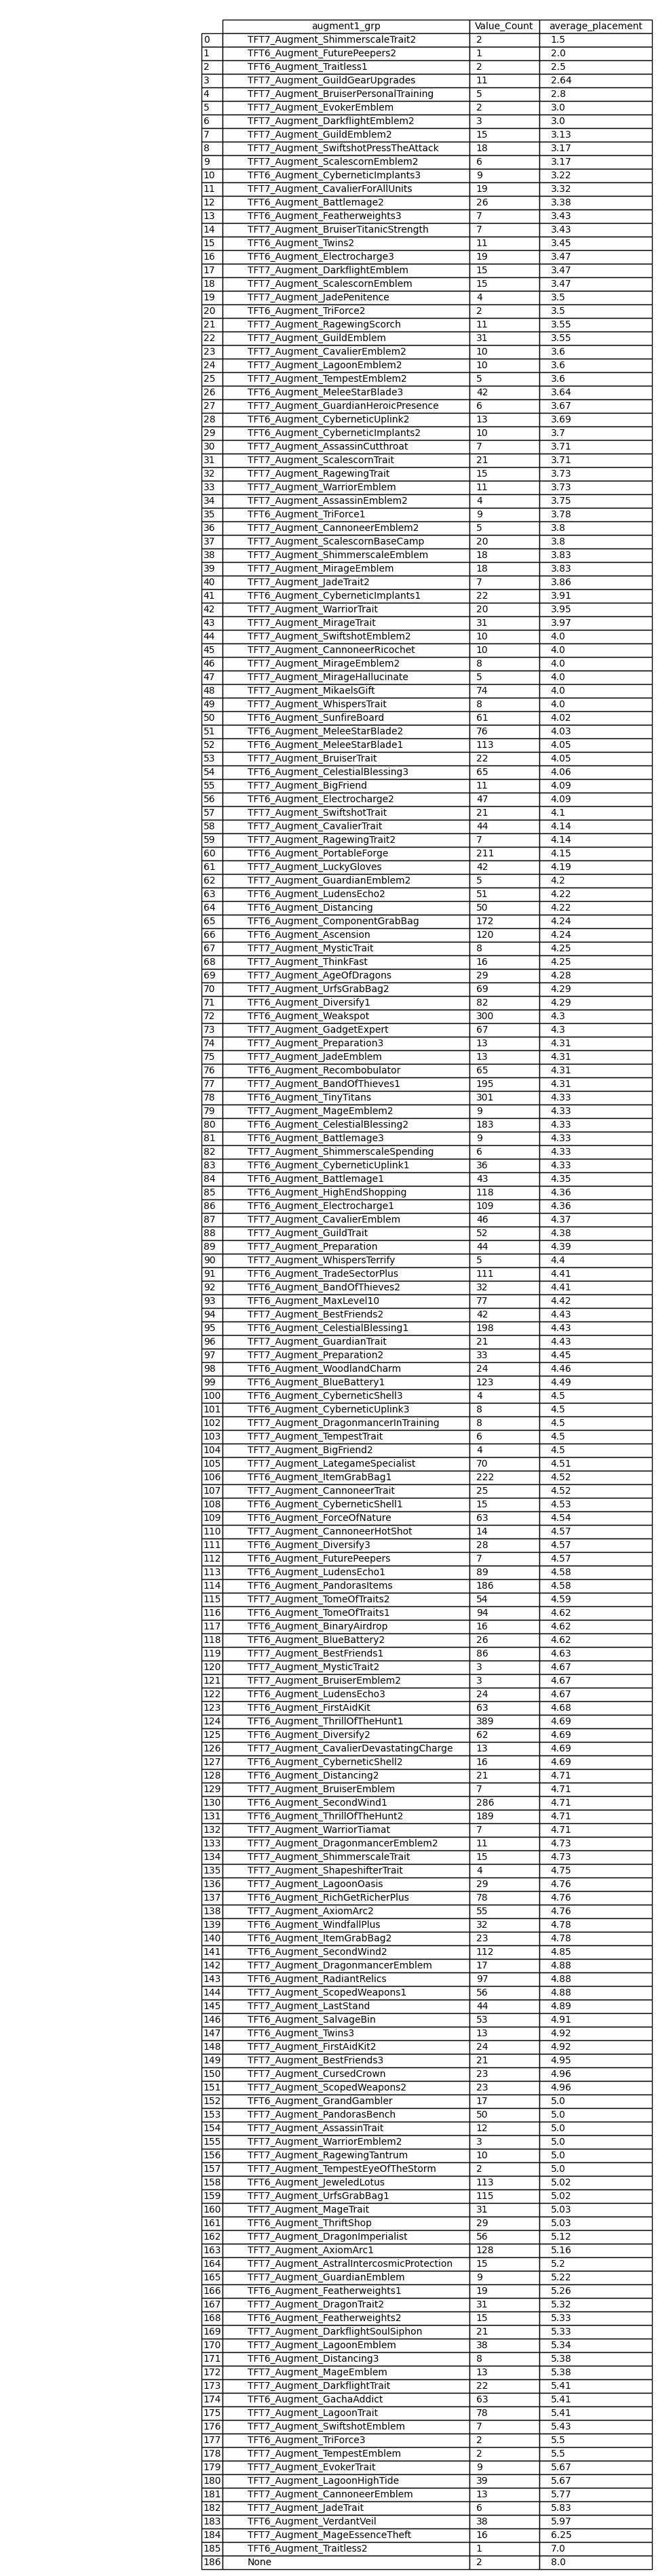 augment1_grp Value_Count average_placement
0 TFT7_Augment_ShimmerscaleTrait2 2 1.5
1 TFT6_Augment_FuturePeepers2 1 2.0
2 TFT6_Augment_Traitless1 2 2.5
3 TFT7_Augment_GuildGearUpgrades 11 2.64
4 TFT7_Augment_BruiserPersonalTraining 5 2.8
5 TFT7_Augment_EvokerEmblem 2 3.0
6 TFT7_Augment_DarkflightEmblem2 3 3.0
7 TFT7_Augment_GuildEmblem2 15 3.13
8 TFT7_Augment_SwiftshotPressTheAttack 18 3.17
9 TFT7_Augment_ScalescornEmblem2 6 3.17
10 TFT6_Augment_CyberneticImplants3 9 3.22
11 TFT7_Augment_CavalierForAllUnits 19 3.32
12 TFT6_Augment_Battlemage2 26 3.38
13 TFT6_Augment_Featherweights3 7 3.43
14 TFT7_Augment_BruiserTitanicStrength 7 3.43
15 TFT6_Augment_Twins2 11 3.45
16 TFT6_Augment_Electrocharge3 19 3.47
17 TFT7_Augment_DarkflightEmblem 15 3.47
18 TFT7_Augment_ScalescornEmblem 15 3.47
19 TFT7_Augment_JadePenitence 4 3.5
20 TFT6_Augment_TriForce2 2 3.5
21 TFT7_Augment_RagewingScorch 11 3.55
22 TFT7_Augment_GuildEmblem 31 3.55
23 TFT7_Augment_CavalierEmblem2 10 3.6
24 TFT7_Augment_LagoonEmblem2 10 3.6
25 TFT7_Augment_TempestEmblem2 5 3.6
26 TFT6_Augment_MeleeStarBlade3 42 3.64
27 TFT7_Augment_GuardianHeroicPresence 6 3.67
28 TFT6_Augment_CyberneticUplink2 13 3.69
29 TFT6_Augment_CyberneticImplants2 10 3.7
30 TFT7_Augment_AssassinCutthroat 7 3.71
31 TFT7_Augment_ScalescornTrait 21 3.71
32 TFT7_Augment_RagewingTrait 15 3.73
33 TFT7_Augment_WarriorEmblem 11 3.73
34 TFT7_Augment_AssassinEmblem2 4 3.75
35 TFT6_Augment_TriForce1 9 3.78
36 TFT7_Augment_CannoneerEmblem2 5 3.8
37 TFT7_Augment_ScalescornBaseCamp 20 3.8
38 TFT7_Augment_ShimmerscaleEmblem 18 3.83
39 TFT7_Augment_MirageEmblem 18 3.83
40 TFT7_Augment_JadeTrait2 7 3.86
41 TFT6_Augment_CyberneticImplants1 22 3.91
42 TFT7_Augment_WarriorTrait 20 3.95
43 TFT7_Augment_MirageTrait 31 3.97
44 TFT7_Augment_SwiftshotEmblem2 10 4.0
45 TFT7_Augment_CannoneerRicochet 10 4.0
46 TFT7_Augment_MirageEmblem2 8 4.0
47 TFT7_Augment_MirageHallucinate 5 4.0
48 TFT7_Augment_MikaelsGift 74 4.0
49 TFT7_Augment_WhispersTrait 8 4.0
50 TFT6_Augment_SunfireBoard 61 4.02
51 TFT6_Augment_MeleeStarBlade2 76 4.03
52 TFT6_Augment_MeleeStarBlade1 113 4.05
53 TFT7_Augment_BruiserTrait 22 4.05
54 TFT6_Augment_CelestialBlessing3 65 4.06
55 TFT7_Augment_BigFriend 11 4.09
56 TFT6_Augment_Electrocharge2 47 4.09
57 TFT7_Augment_SwiftshotTrait 21 4.1
58 TFT7_Augment_CavalierTrait 44 4.14
59 TFT7_Augment_RagewingTrait2 7 4.14
60 TFT6_Augment_PortableForge 211 4.15
61 TFT7_Augment_LuckyGloves 42 4.19
62 TFT7_Augment_GuardianEmblem2 5 4.2
63 TFT6_Augment_LudensEcho2 51 4.22
64 TFT6_Augment_Distancing 50 4.22
65 TFT6_Augment_ComponentGrabBag 172 4.24
66 TFT6_Augment_Ascension 120 4.24
67 TFT7_Augment_MysticTrait 8 4.25
68 TFT7_Augment_ThinkFast 16 4.25
69 TFT7_Augment_AgeOfDragons 29 4.28
70 TFT7_Augment_UrfsGrabBag2 69 4.29
71 TFT6_Augment_Diversify1 82 4.29
72 TFT6_Augment_Weakspot 300 4.3
73 TFT7_Augment_GadgetExpert 67 4.3
74 TFT7_Augment_Preparation3 13 4.31
75 TFT7_Augment_JadeEmblem 13 4.31
76 TFT6_Augment_Recombobulator 65 4.31
77 TFT7_Augment_BandOfThieves1 195 4.31
78 TFT6_Augment_TinyTitans 301 4.33
79 TFT7_Augment_MageEmblem2 9 4.33
80 TFT6_Augment_CelestialBlessing2 183 4.33
81 TFT6_Augment_Battlemage3 9 4.33
82 TFT7_Augment_ShimmerscaleSpending 6 4.33
83 TFT6_Augment_CyberneticUplink1 36 4.33
84 TFT6_Augment_Battlemage1 43 4.35
85 TFT6_Augment_HighEndShopping 118 4.36
86 TFT6_Augment_Electrocharge1 109 4.36
87 TFT7_Augment_CavalierEmblem 46 4.37
88 TFT7_Augment_GuildTrait 52 4.38
89 TFT7_Augment_Preparation 44 4.39
90 TFT7_Augment_WhispersTerrify 5 4.4
91 TFT6_Augment_TradeSectorPlus 111 4.41
92 TFT6_Augment_BandOfThieves2 32 4.41
93 TFT6_Augment_MaxLevel10 77 4.42
94 TFT7_Augment_BestFriends2 42 4.43
95 TFT6_Augment_CelestialBlessing1 198 4.43
96 TFT7_Augment_GuardianTrait 21 4.43
97 TFT7_Augment_Preparation2 33 4.45
98 TFT6_Augment_WoodlandCharm 24 4.46
99 TFT6_Augment_BlueBattery1 123 4.49
100 TFT6_Augment_CyberneticShell3 4 4.5
101 TFT6_Augment_CyberneticUplink3 8 4.5
102 TFT7_Augment_DragonmancerInTraining 8 4.5
103 TFT7_Augment_TempestTrait 6 4.5
104 TFT7_Augment_BigFriend2 4 4.5
105 TFT7_Augment_LategameSpecialist 70 4.51
106 TFT6_Augment_ItemGrabBag1 222 4.52
107 TFT7_Augment_CannoneerTrait 25 4.52
108 TFT6_Augment_CyberneticShell1 15 4.53
109 TFT6_Augment_ForceOfNature 63 4.54
110 TFT7_Augment_CannoneerHotShot 14 4.57
111 TFT6_Augment_Diversify3 28 4.57
112 TFT6_Augment_FuturePeepers 7 4.57
113 TFT6_Augment_LudensEcho1 89 4.58
114 TFT6_Augment_PandorasItems 186 4.58
115 TFT7_Augment_TomeOfTraits2 54 4.59
116 TFT6_Augment_TomeOfTraits1 94 4.62
117 TFT6_Augment_BinaryAirdrop 16 4.62
118 TFT6_Augment_BlueBattery2 26 4.62
119 TFT7_Augment_BestFriends1 86 4.63
120 TFT7_Augment_MysticTrait2 3 4.67
121 TFT7_Augment_BruiserEmblem2 3 4.67
122 TFT6_Augment_LudensEcho3 24 4.67
123 TFT6_Augment_FirstAidKit 63 4.68
124 TFT6_Augment_ThrillOfTheHunt1 389 4.69
125 TFT6_Augment_Diversify2 62 4.69
126 TFT7_Augment_CavalierDevastatingCharge 13 4.69
127 TFT6_Augment_CyberneticShell2 16 4.69
128 TFT6_Augment_Distancing2 21 4.71
129 TFT7_Augment_BruiserEmblem 7 4.71
130 TFT6_Augment_SecondWind1 286 4.71
131 TFT6_Augment_ThrillOfTheHunt2 189 4.71
132 TFT7_Augment_WarriorTiamat 7 4.71
133 TFT7_Augment_DragonmancerEmblem2 11 4.73
134 TFT7_Augment_ShimmerscaleTrait 15 4.73
135 TFT7_Augment_ShapeshifterTrait 4 4.75
136 TFT7_Augment_LagoonOasis 29 4.76
137 TFT6_Augment_RichGetRicherPlus 78 4.76
138 TFT7_Augment_AxiomArc2 55 4.76
139 TFT6_Augment_WindfallPlus 32 4.78
140 TFT6_Augment_ItemGrabBag2 23 4.78
141 TFT6_Augment_SecondWind2 112 4.85
142 TFT7_Augment_DragonmancerEmblem 17 4.88
143 TFT6_Augment_RadiantRelics 97 4.88
144 TFT7_Augment_ScopedWeapons1 56 4.88
145 TFT7_Augment_LastStand 44 4.89
146 TFT6_Augment_SalvageBin 53 4.91
147 TFT6_Augment_Twins3 13 4.92
148 TFT7_Augment_FirstAidKit2 24 4.92
149 TFT7_Augment_BestFriends3 21 4.95
150 TFT7_Augment_CursedCrown 23 4.96
151 TFT7_Augment_ScopedWeapons2 23 4.96
152 TFT6_Augment_GrandGambler 17 5.0
153 TFT7_Augment_PandorasBench 50 5.0
154 TFT7_Augment_AssassinTrait 12 5.0
155 TFT7_Augment_WarriorEmblem2 3 5.0
156 TFT7_Augment_RagewingTantrum 10 5.0
157 TFT7_Augment_TempestEyeOfTheStorm 2 5.0
158 TFT6_Augment_JeweledLotus 113 5.02
159 TFT7_Augment_UrfsGrabBag1 115 5.02
160 TFT7_Augment_MageTrait 31 5.03
161 TFT6_Augment_ThriftShop 29 5.03
162 TFT7_Augment_DragonImperialist 56 5.12
163 TFT7_Augment_AxiomArc1 128 5.16
164 TFT7_Augment_AstralIntercosmicProtection 15 5.2
165 TFT7_Augment_GuardianEmblem 9 5.22
166 TFT6_Augment_Featherweights1 19 5.26
167 TFT7_Augment_DragonTrait2 31 5.32
168 TFT6_Augment_Featherweights2 15 5.33
169 TFT7_Augment_DarkflightSoulSiphon 21 5.33
170 TFT7_Augment_LagoonEmblem 38 5.34
171 TFT6_Augment_Distancing3 8 5.38
172 TFT7_Augment_MageEmblem 13 5.38
173 TFT7_Augment_DarkflightTrait 22 5.41
174 TFT6_Augment_GachaAddict 63 5.41
175 TFT7_Augment_LagoonTrait 78 5.41
176 TFT7_Augment_SwiftshotEmblem 7 5.43
177 TFT6_Augment_TriForce3 2 5.5
178 TFT7_Augment_TempestEmblem 2 5.5
179 TFT7_Augment_EvokerTrait 9 5.67
180 TFT7_Augment_LagoonHighTide 39 5.67
181 TFT7_Augment_CannoneerEmblem 13 5.77
182 TFT7_Augment_JadeTrait 6 5.83
183 TFT6_Augment_VerdantVeil 38 5.97
184 TFT7_Augment_MageEssenceTheft 16 6.25
185 TFT6_Augment_Traitless2 1 7.0
186 None 2 8.0